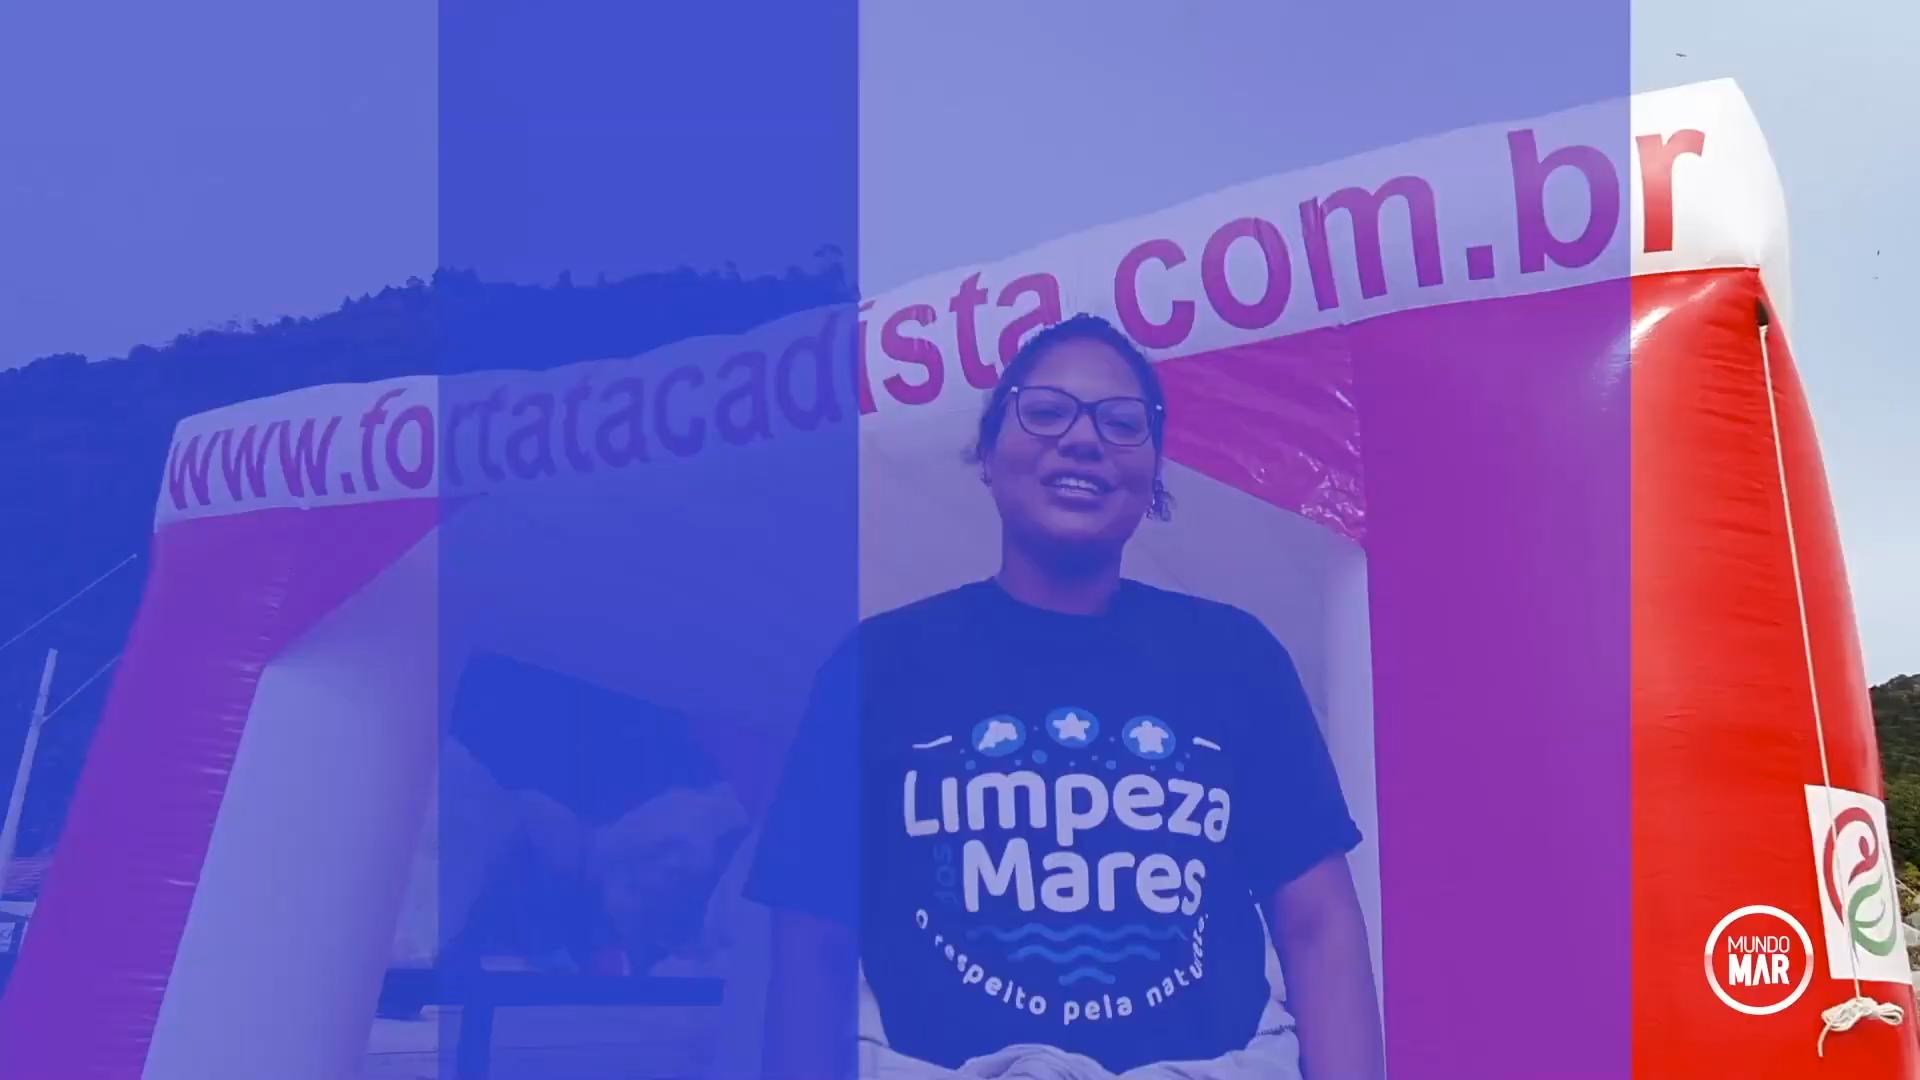 www.fortatacadista.com.br
Limpeza
dos
Mares
o respeito pela natureza.
MUNDO
MAR